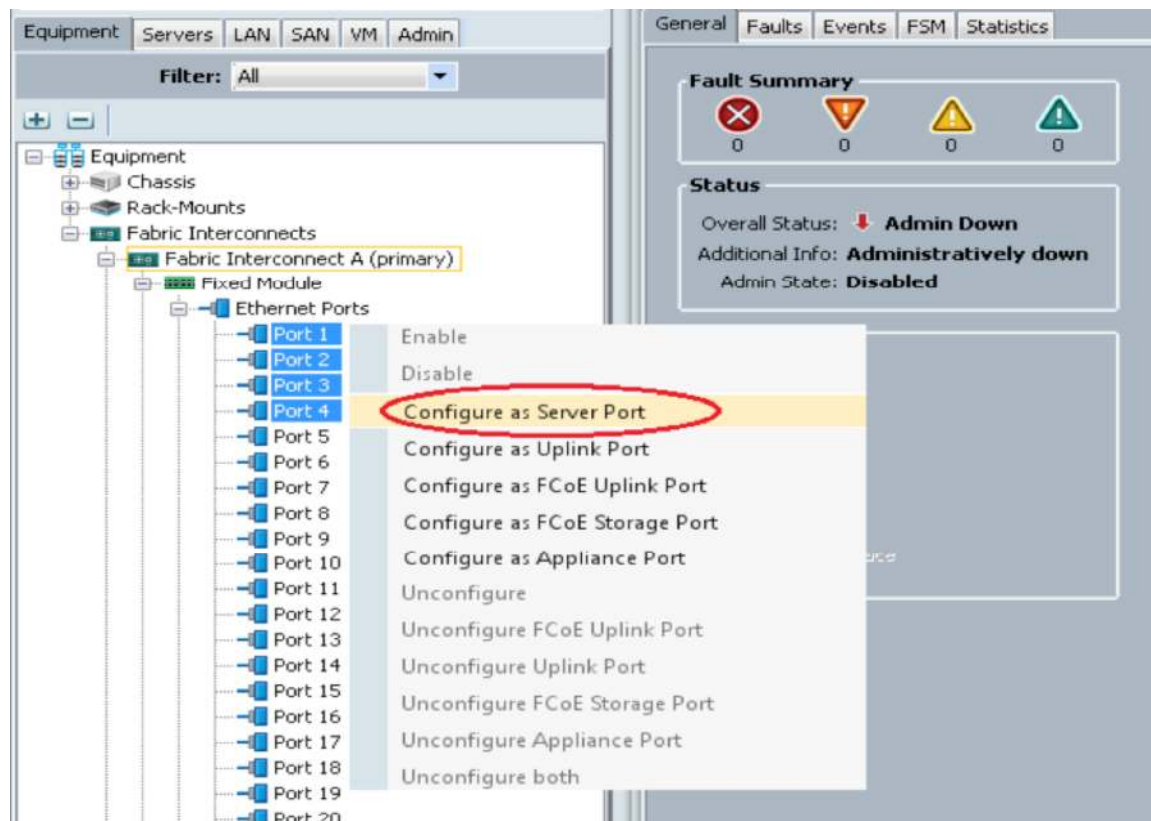 Equipment Servers LAN SAN VM Admin
Filter: All
Equipment
Chassis
Rack-Mounts
Fabric Interconnects
Fabric Interconnect A (primary)
Fixed Module
Ethernet Ports
Port 1
Port 2
Port 3
Port 4
Port 5
Port 6
Port 7
Port 8
Port 9
Port 10
Port 11
Port 12
Port 13
Port 14
Port 15
Port 16
Port 17
Port 18
Port 19
Port 20
Enable
Disable
Configure as Server Port
Configure as Uplink Port
Configure as FCoE Uplink Port
Configure as FCoE Storage Port
Configure as Appliance Port
Unconfigure
Unconfigure FCoE Uplink Port
Unconfigure Uplink Port
Unconfigure FCoE Storage Port
Unconfigure Appliance Port
Unconfigure both
General Faults Events FSM Statistics
Fault Summary
0 0 0 0
Status
Overall Status: Admin Down
Additional Info: Administratively down
Admin State: Disabled